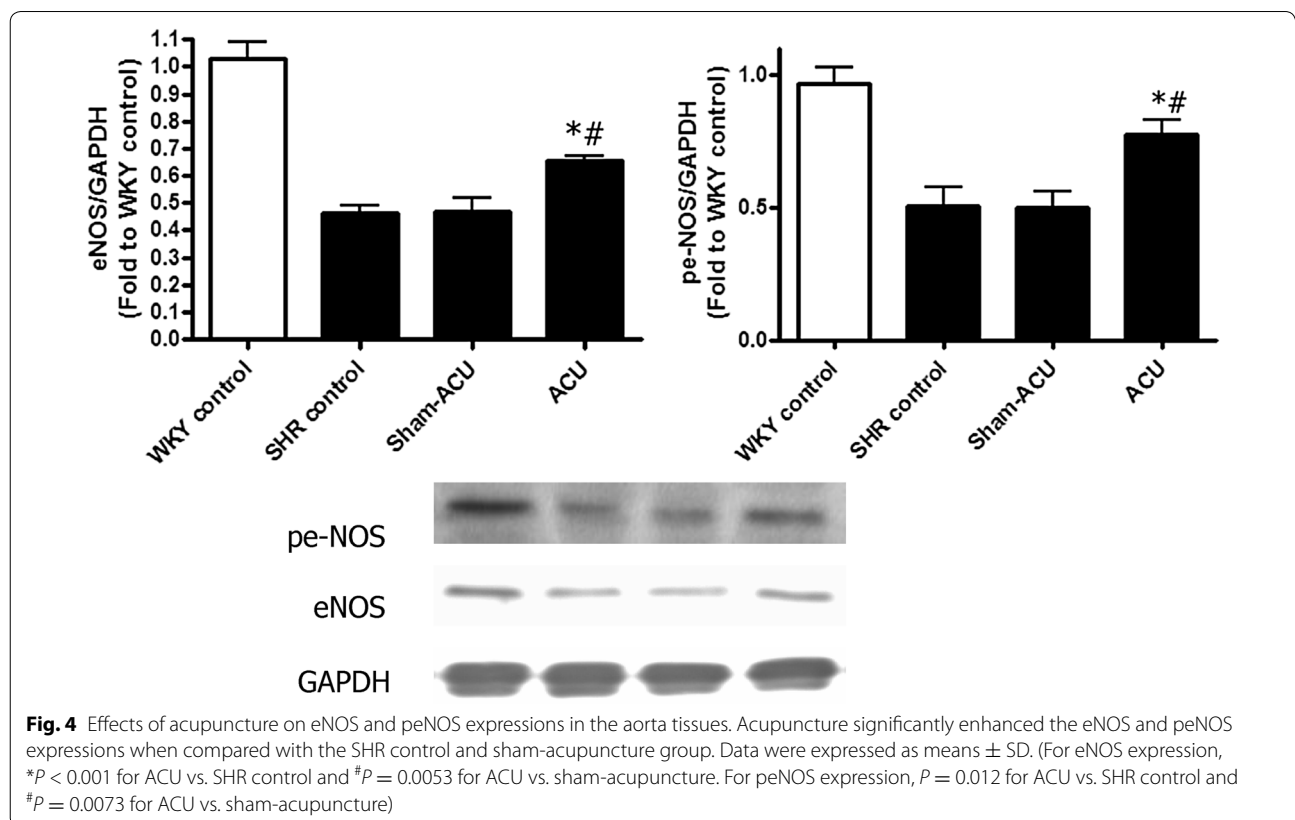 eNOS/GAPDH
(Fold to WKY control)
1.1
1.0
0.9
0.8
0.7
0.6
0.5
0.4
0.3
0.2
0.1
0.0
*#
WKY control
SHR control
Sham-ACU
ACU
pe-NOS/GAPDH
(Fold to WKY control)
1.0
0.5
0.0
*#
WKY control
SHR control
Sham-ACU
ACU
pe-NOS
eNOS
GAPDH
Fig. 4 Effects of acupuncture on eNOS and peNOS expressions in the aorta tissues. Acupuncture significantly enhanced the eNOS and peNOS
expressions when compared with the SHR control and sham-acupuncture group. Data were expressed as means ± SD. (For eNOS expression,
*P < 0.001 for ACU vs. SHR control and #P = 0.0053 for ACU vs. sham-acupuncture. For peNOS expression, P = 0.012 for ACU vs. SHR control and
#P = 0.0073 for ACU vs. sham-acupuncture)